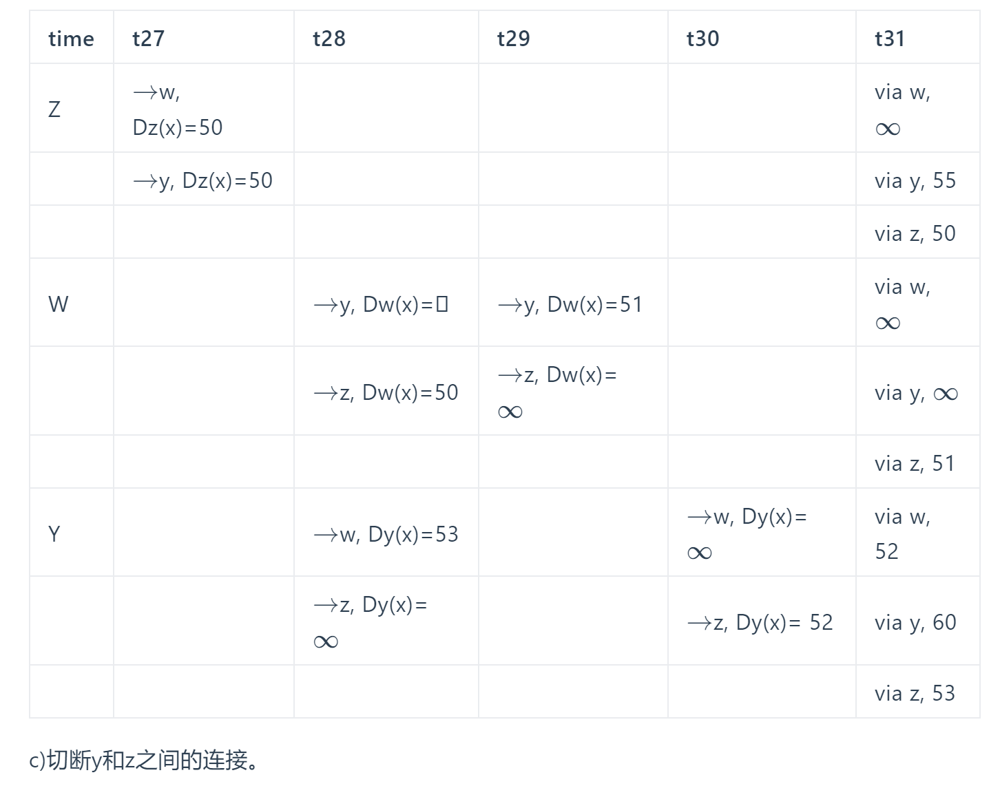 time t27 t28 t29 t30 t31
Z →w, Dz(x)=50 via w, ∞
→y, Dz(x)=50 via y, 55
via z, 50
W →y, Dw(x)=▯ →y, Dw(x)=51 via w, ∞
→z, Dw(x)=50 →z, Dw(x)= ∞ via y, ∞
via z, 51
Y →w, Dy(x)=53 →w, Dy(x)= ∞ via w, 52
→z, Dy(x)= ∞ →z, Dy(x)= 52 via y, 60
via z, 53
c)切断y和z之间的连接。